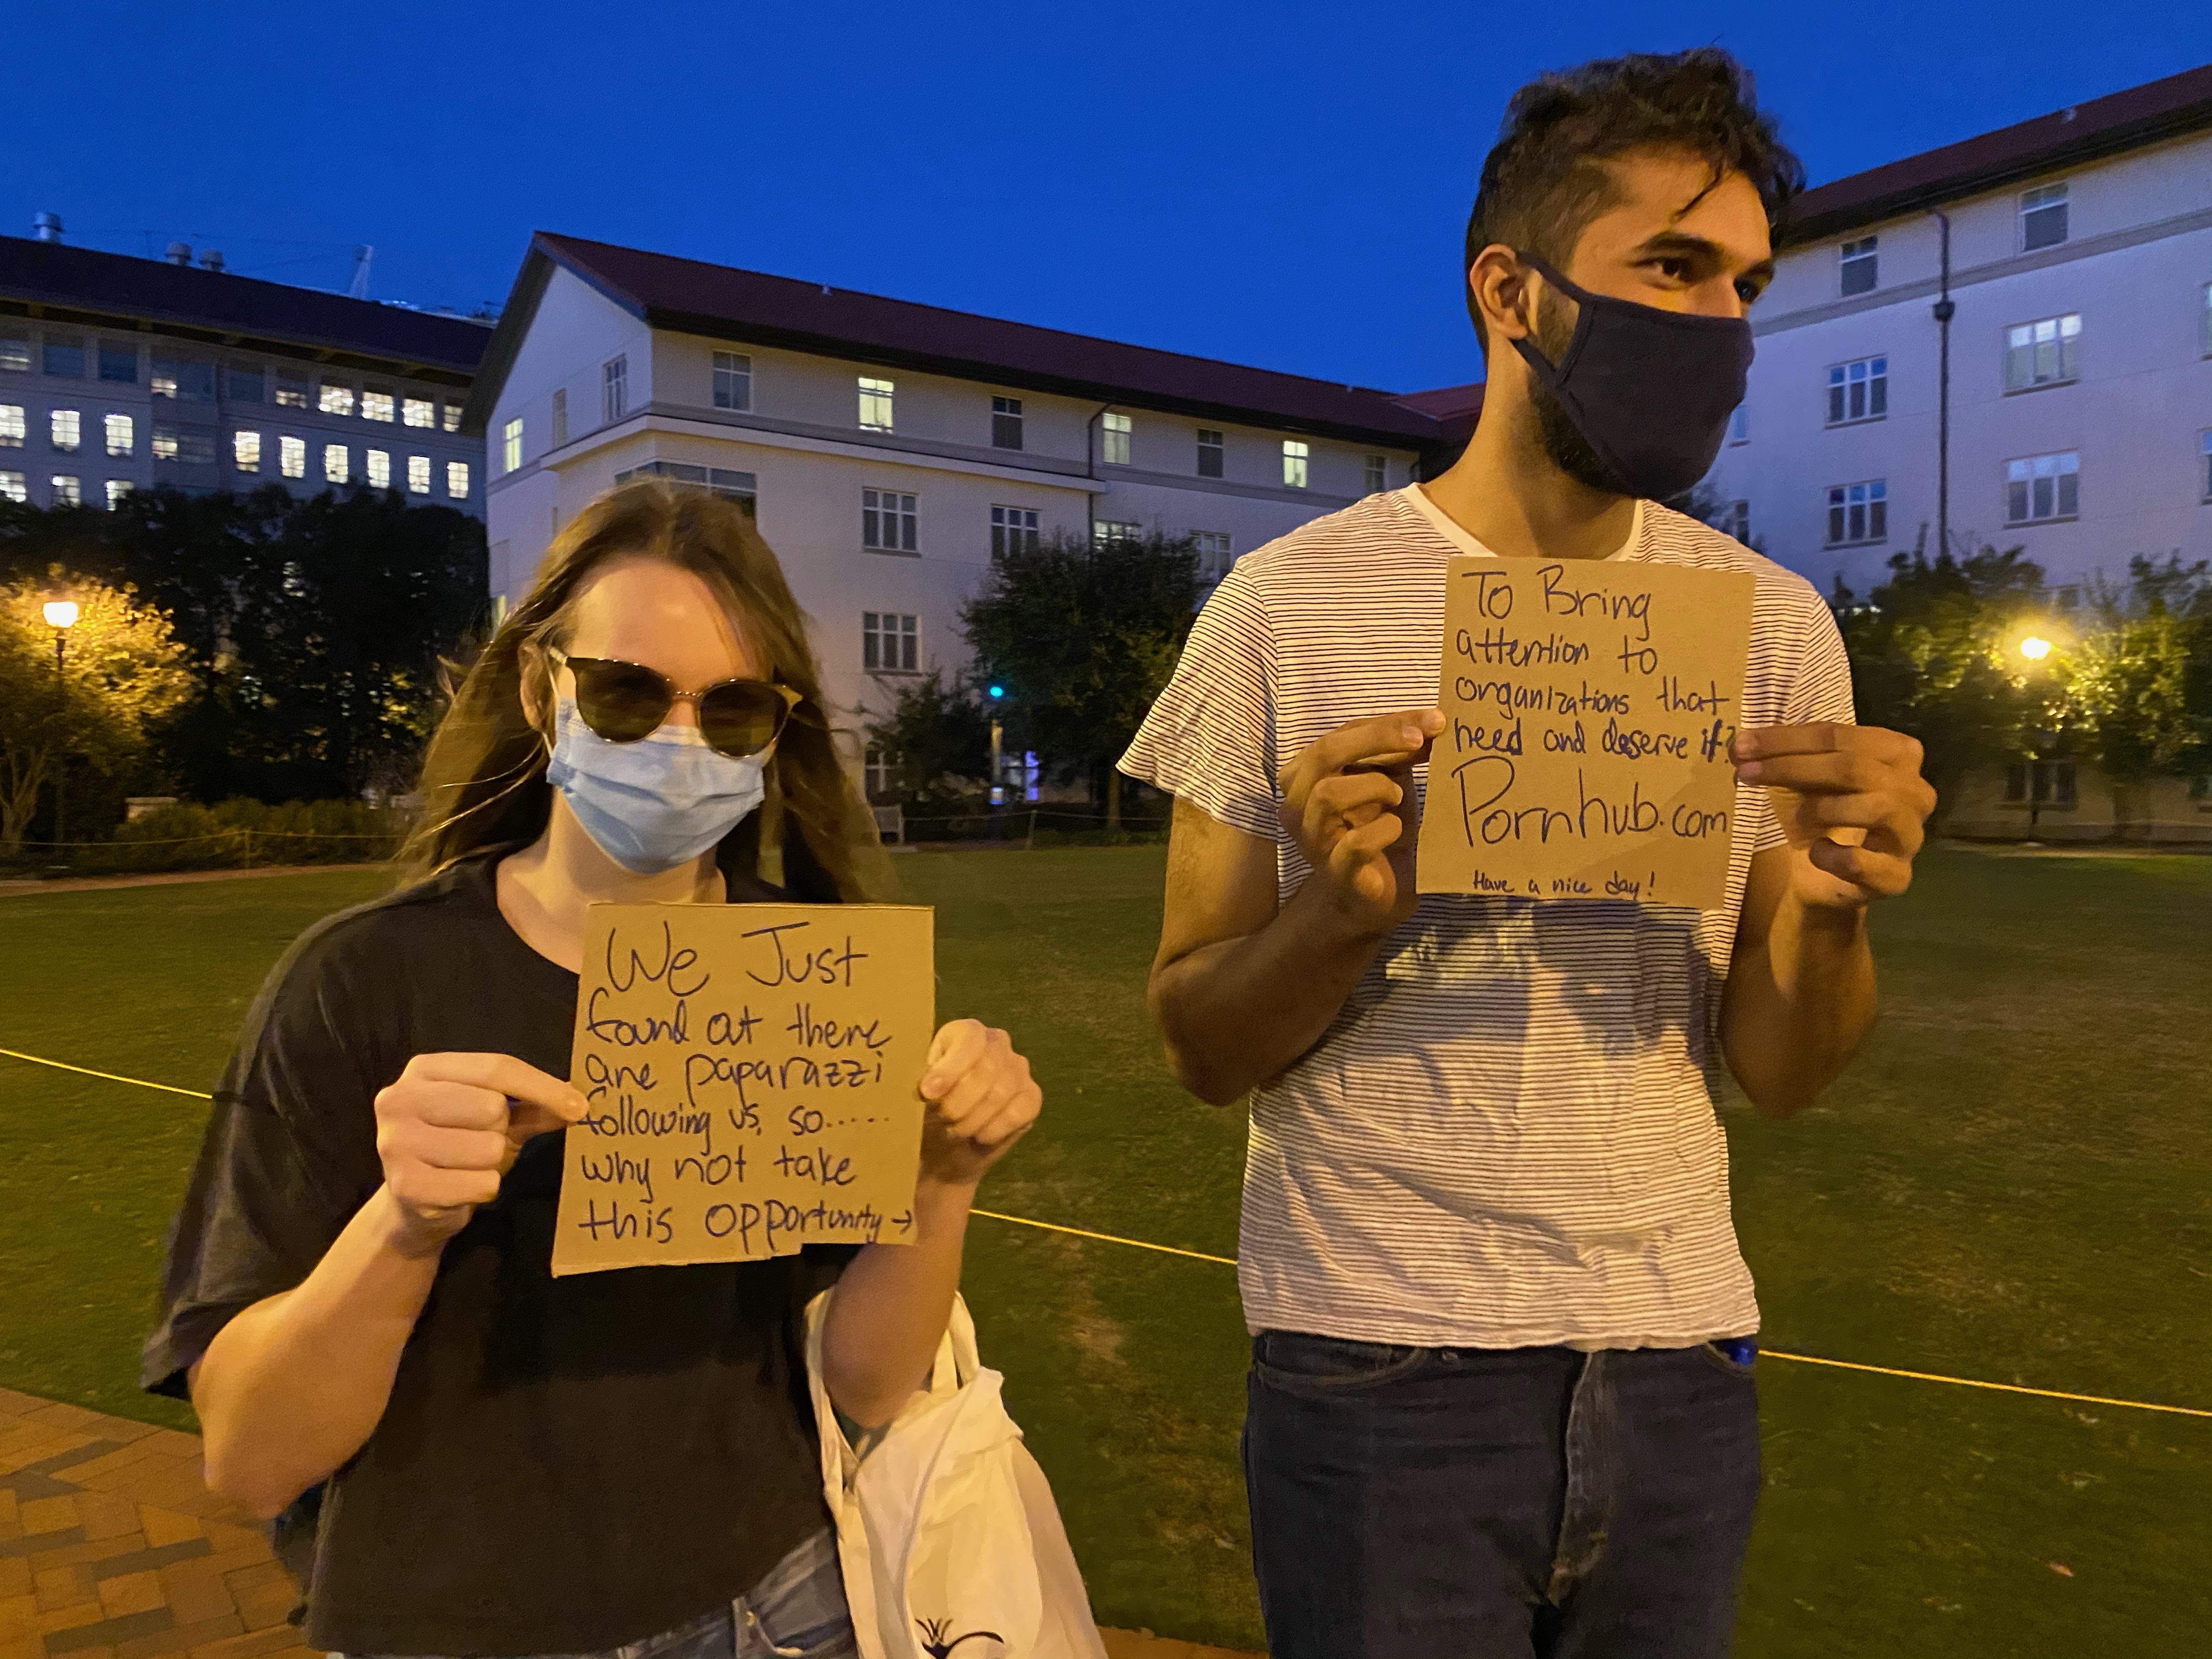 We Just
found out there
are paparazzi
following us, so.....
why not take
this opportunity →
To Bring
attention to
organizations that
need and deserve it?
Pornhub.com
Have a nice day!